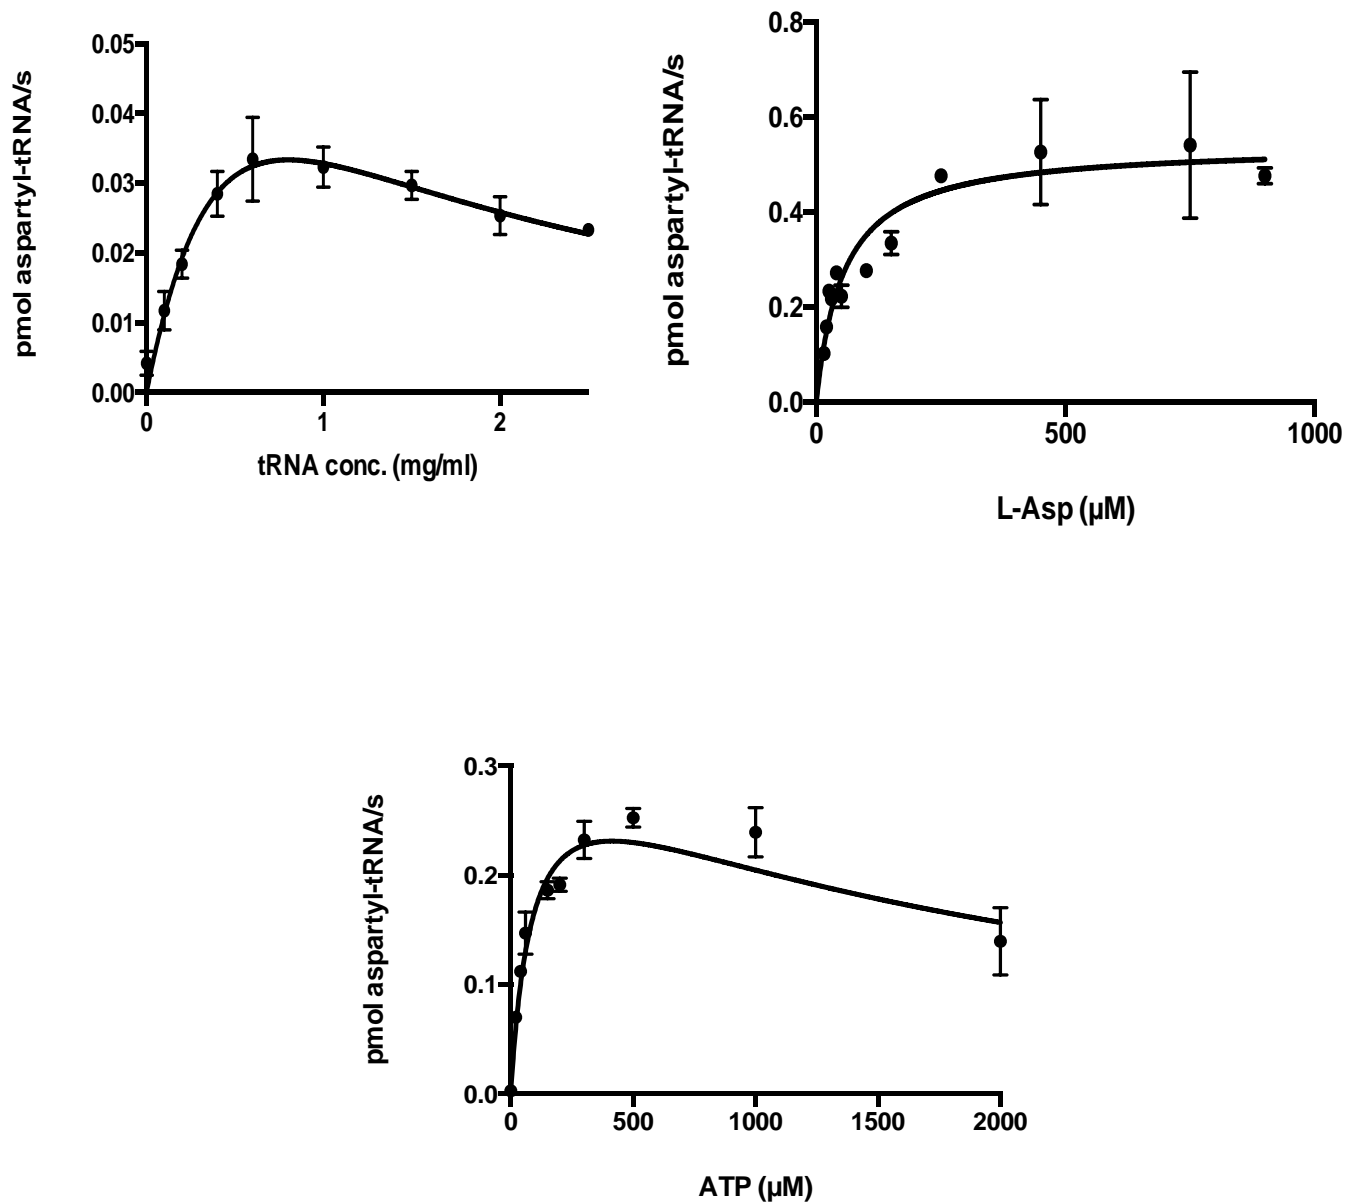 pmol aspartyl-tRNA/s
0.05
0.04
0.03
0.02
0.01
0.00
0 1 2
tRNA conc. (mg/ml)
pmol aspartyl-tRNA/s
0.8
0.6
0.4
0.2
0.0
0 500 1000
L-Asp (µM)
pmol aspartyl-tRNA/s
0.3
0.2
0.1
0.0
0 500 1000 1500 2000
ATP (µM)